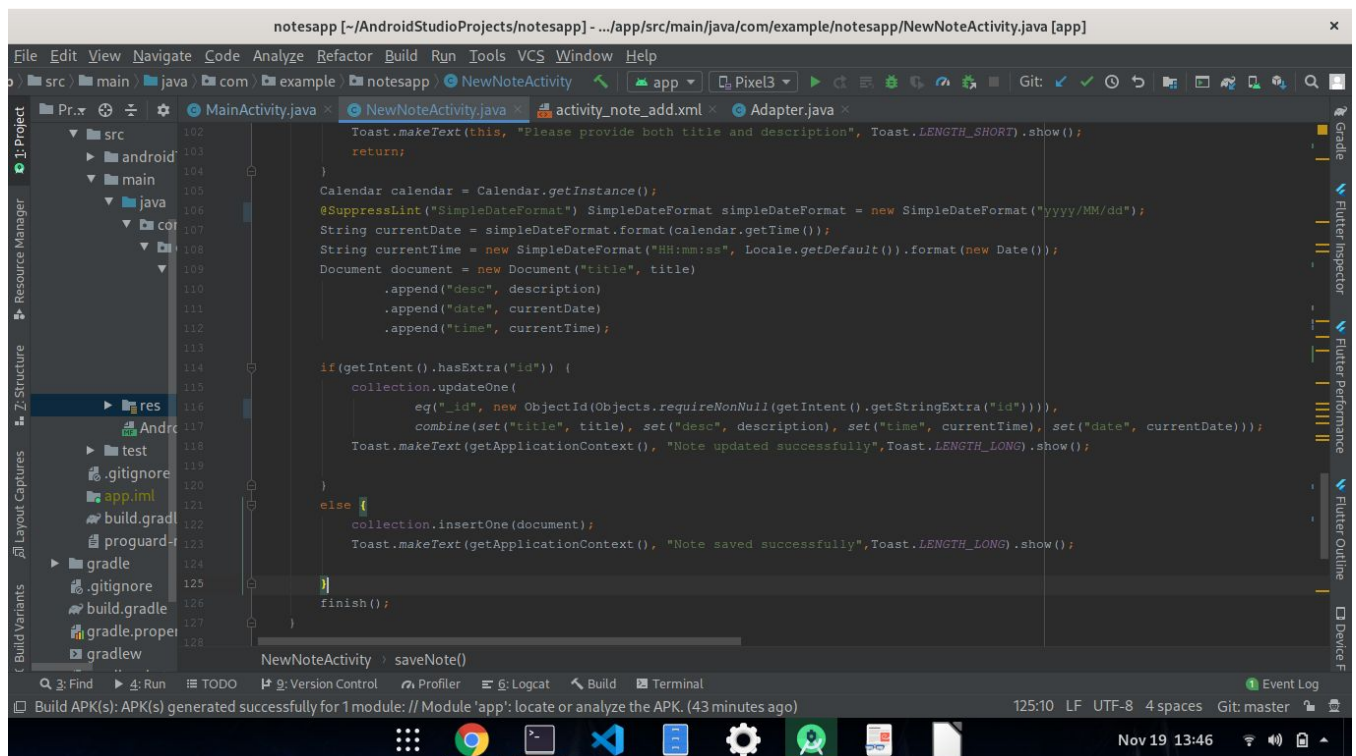 notesapp [~/AndroidStudioProjects/notesapp] - .../app/src/main/java/com/example/notesapp/NewNoteActivity.java [app]
File Edit View Navigate Code Analyze Refactor Build Run Tools VCS Window Help
src main java com example notesapp NewNoteActivity app Pixel3 Git:
Pr.. MainActivity.java NewNoteActivity.java activity_note_add.xml Adapter.java
1: Project
Resource Manager
Z: Structure
Layout Captures
Build Variants
src
android
main
java
co
res
Andro
test
.gitignore
app.iml
build.gradl
proguard-r
gradle
.gitignore
build.gradle
gradle.proper
gradlew
102 Toast.makeText(this, "Please provide both title and description", Toast.LENGTH_SHORT).show();
103 return;
104 }
105 Calendar calendar = Calendar.getInstance();
106 @SuppressLint("SimpleDateFormat") SimpleDateFormat simpleDateFormat = new SimpleDateFormat("yyyy/MM/dd");
107 String currentDate = simpleDateFormat.format(calendar.getTime());
108 String currentTime = new SimpleDateFormat("HH:mm:ss", Locale.getDefault()).format(new Date());
109 Document document = new Document("title", title)
110 .append("desc", description)
111 .append("date", currentDate)
112 .append("time", currentTime);
113
114 if(getIntent().hasExtra("id")) {
115 collection.updateOne(
116 eq("_id", new ObjectId(Objects.requireNonNull(getIntent().getStringExtra("id")))),
117 combine(set("title", title), set("desc", description), set("time", currentTime), set("date", currentDate)));
118 Toast.makeText(getApplicationContext(), "Note updated successfully",Toast.LENGTH_LONG).show();
119
120 }
121 else {
122 collection.insertOne(document);
123 Toast.makeText(getApplicationContext(), "Note saved successfully",Toast.LENGTH_LONG).show();
124
125 }
126 finish();
127 }
128
Gradle
Flutter Inspector
Flutter Performance
Flutter Outline
Device F
NewNoteActivity saveNote()
3: Find 4: Run TODO 9: Version Control Profiler 6: Logcat Build Terminal 1 Event Log
Build APK(s): APK(s) generated successfully for 1 module: // Module 'app': locate or analyze the APK. (43 minutes ago) 125:10 LF UTF-8 4 spaces Git: master
Nov 19 13:46